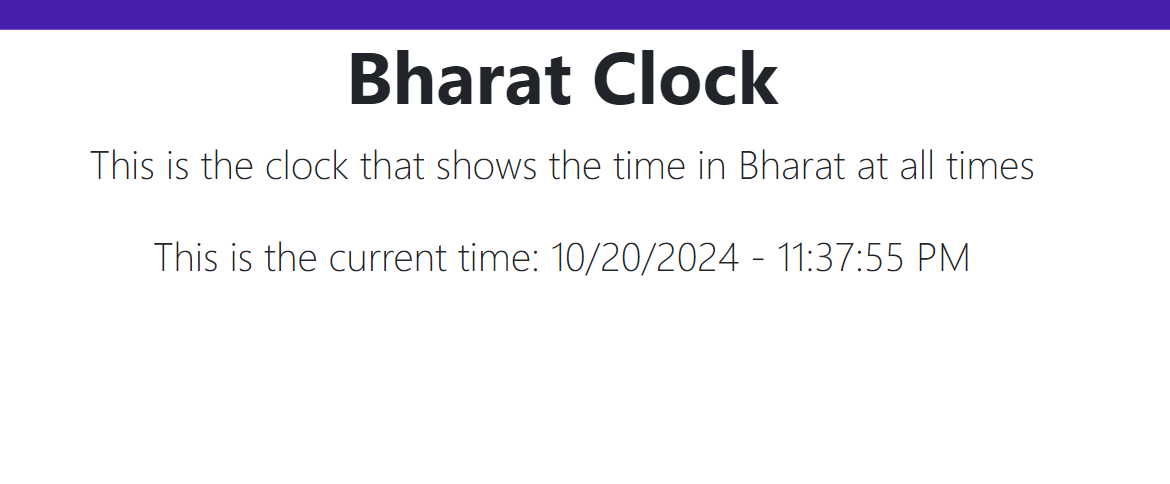 Bharat Clock
This is the clock that shows the time in Bharat at all times
This is the current time: 10/20/2024 - 11:37:55 PM